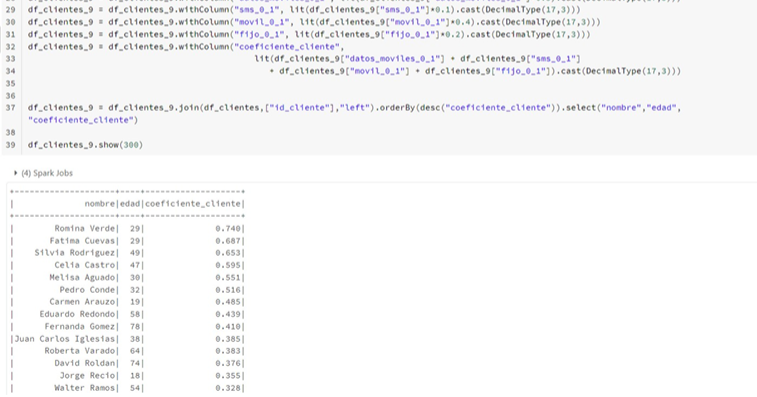 29 df_clientes_9 = df_clientes_9.withColumn("sms_0_1", lit(df_clientes_9["sms_0_1"]*0.1).cast(DecimalType(17,3)))
30 df_clientes_9 = df_clientes_9.withColumn("movil_0_1", lit(df_clientes_9["movil_0_1"]*0.4).cast(DecimalType(17,3)))
31 df_clientes_9 = df_clientes_9.withColumn("fijo_0_1", lit(df_clientes_9["fijo_0_1"]*0.2).cast(DecimalType(17,3)))
32 df_clientes_9 = df_clientes_9.withColumn("coeficiente_cliente",
33 lit(df_clientes_9["datos_moviles_0_1"] + df_clientes_9["sms_0_1"]
34 + df_clientes_9["movil_0_1"] + df_clientes_9["fijo_0_1"]).cast(DecimalType(17,3)))
35
36
37 df_clientes_9 = df_clientes_9.join(df_clientes,["id_cliente"],"left").orderBy(desc("coeficiente_cliente")).select("nombre","edad",
"coeficiente_cliente")
38
39 df_clientes_9.show(300)
(4) Spark Jobs
+--------------------+----+-------------------+
| nombre|edad|coeficiente_cliente|
+--------------------+----+-------------------+
| Romina Verde| 29| 0.740|
| Fatima Cuevas| 29| 0.687|
| Silvia Rodriguez| 49| 0.653|
| Celia Castro| 47| 0.595|
| Melisa Aguado| 30| 0.551|
| Pedro Conde| 32| 0.516|
| Carmen Arauzo| 19| 0.485|
| Eduardo Redondo| 58| 0.439|
| Fernanda Gomez| 78| 0.410|
|Juan Carlos Iglesias| 38| 0.385|
| Roberta Varado| 64| 0.383|
| David Roldan| 74| 0.376|
| Jorge Recio| 18| 0.355|
| Walter Ramos| 54| 0.328|